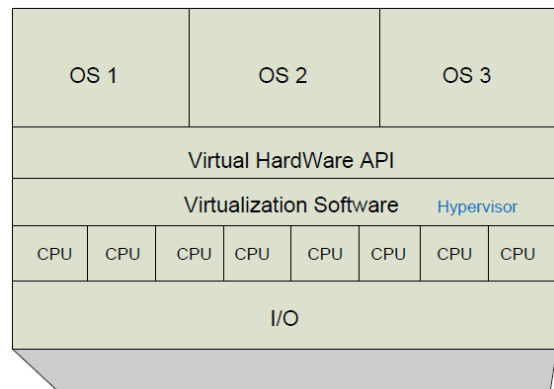 OS 1 OS 2 OS 3
Virtual HardWare API
Virtualization Software Hypervisor
CPU CPU CPU CPU CPU CPU CPU CPU
I/O